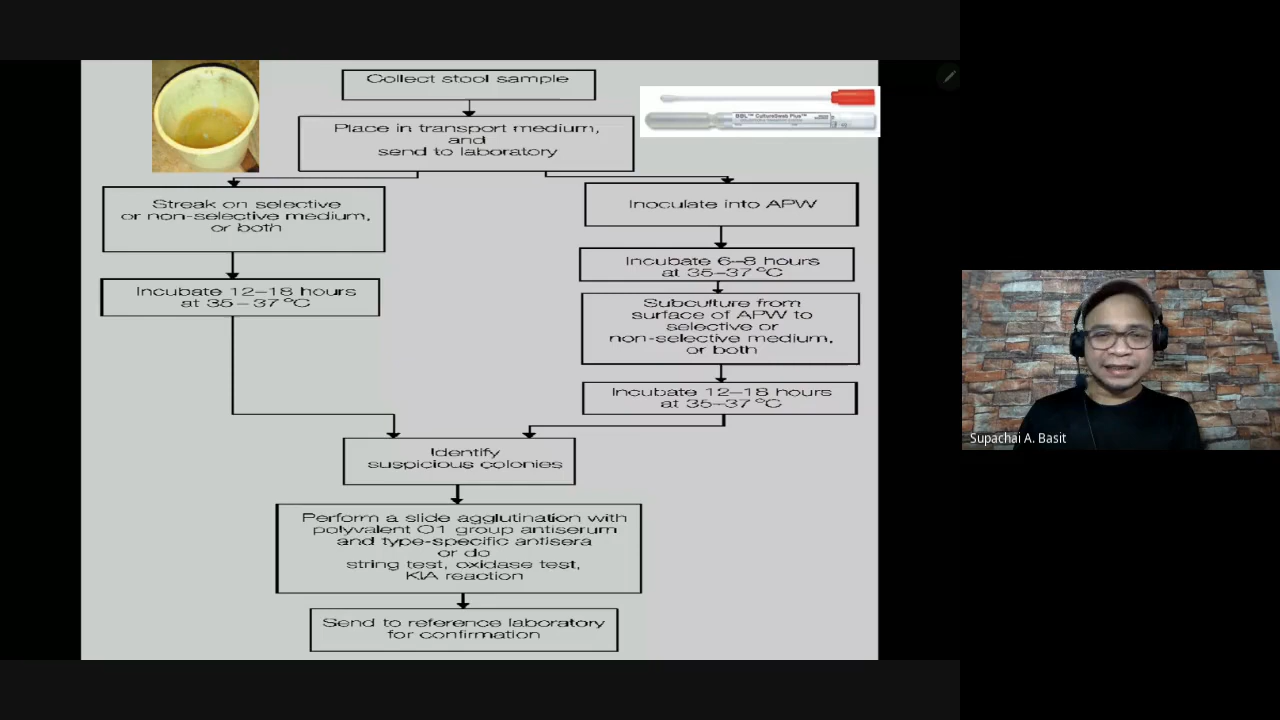 Collect stool sample
Place in transport medium,
and
send to laboratory
BBL™ CultureSwab Plus™
Streak on selective
or non-selective medium,
or both
Incubate 12–18 hours
at 35–37 °C
Inoculate into APW
Incubate 6–8 hours
at 35–37 °C
Subculture from
surface of APW to
selective or
non-selective medium,
or both
Incubate 12–18 hours
at 35–37 °C
Identify
suspicious colonies
Perform a slide agglutination with
polyvalent O1 group antiserum
and type-specific antisera
or do
string test, oxidase test,
KIA reaction
Send to reference laboratory
for confirmation
Supachai A. Basit